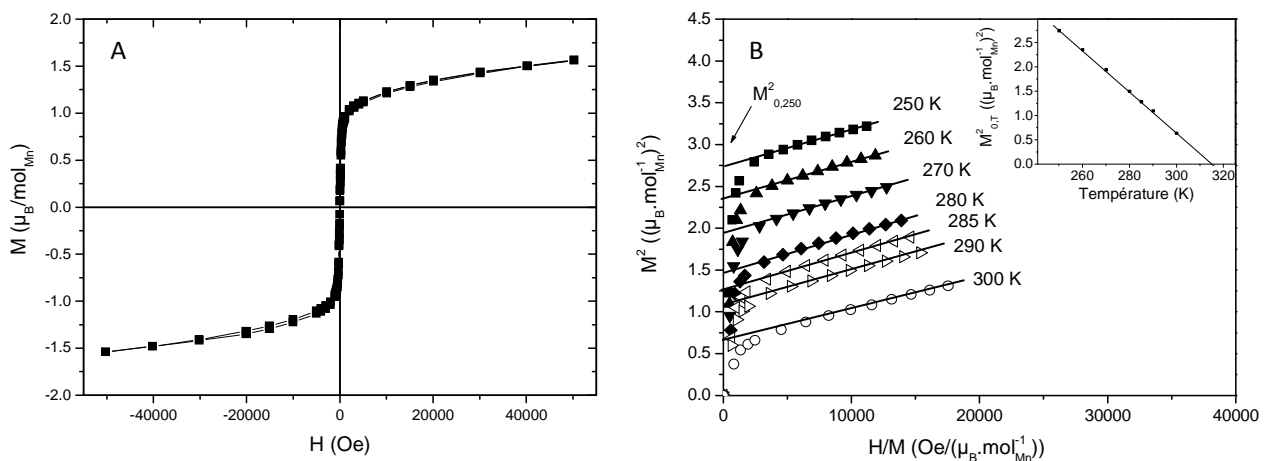 A
M (μB/molMn)
2.0
1.5
1.0
0.5
0.0
-0.5
-1.0
-1.5
-2.0
-40000 -20000 0 20000 40000
H (Oe)
B
M² ((μB.mol⁻¹Mn)²)
4.5
4.0
3.5
3.0
2.5
2.0
1.5
1.0
0.5
0.0
M²0,250
250 K
260 K
270 K
280 K
285 K
290 K
300 K
0 10000 20000 30000 40000
H/M (Oe/(μB.mol⁻¹Mn))
M²0,T ((μB.mol⁻¹Mn)²)
2.5
2.0
1.5
1.0
0.5
0.0
260 280 300 320
Température (K)